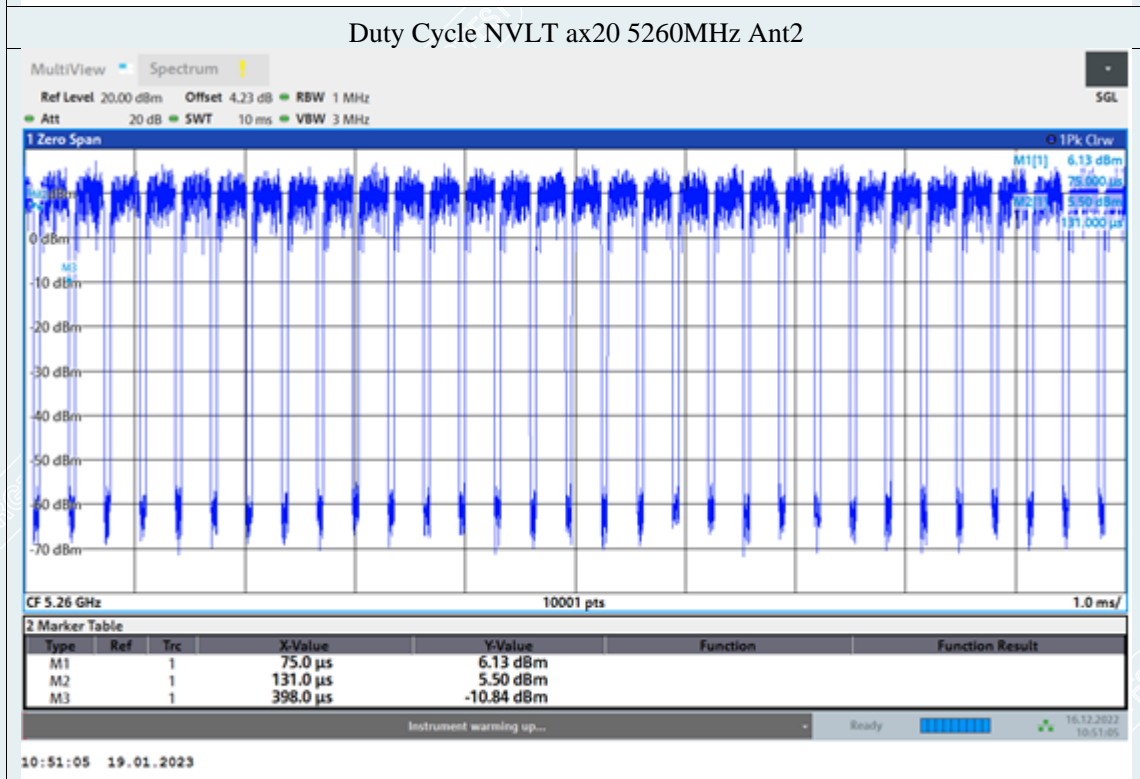 Duty Cycle NVLT ax20 5260MHz Ant2
MultiView Spectrum
Ref Level 20.00 dBm Offset 4.23 dB RBW 1 MHz SGL
Att 20 dB SWT 10 ms VBW 3 MHz
1 Zero Span 1Pk Clrw
M1[1] 6.13 dBm
75.000 µs
M2[1] 5.50 dBm
131.000 µs
0 dBm
M3
-10 dBm
-20 dBm
-30 dBm
-40 dBm
-50 dBm
-60 dBm
-70 dBm
CF 5.26 GHz 10001 pts 1.0 ms/
2 Marker Table
Type Ref Trc X-Value Y-Value Function Function Result
M1 1 75.0 µs 6.13 dBm
M2 1 131.0 µs 5.50 dBm
M3 1 398.0 µs -10.84 dBm
Instrument warming up... Ready 16.12.2022
10:51:05
10:51:05 19.01.2023